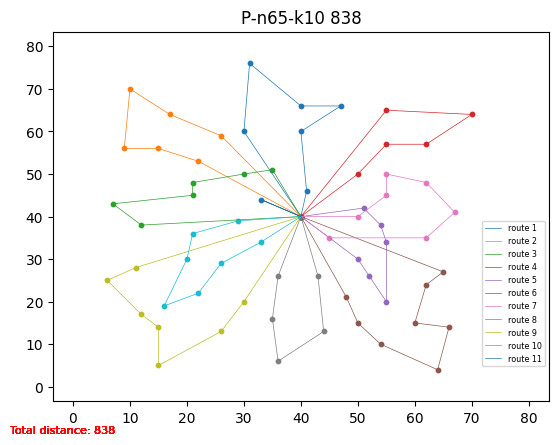 P-n65-k10 838
80
70
60
50
40
30
20
10
0
0 10 20 30 40 50 60 70 80
route 1
route 2
route 3
route 4
route 5
route 6
route 7
route 8
route 9
route 10
route 11
Total distance: 838